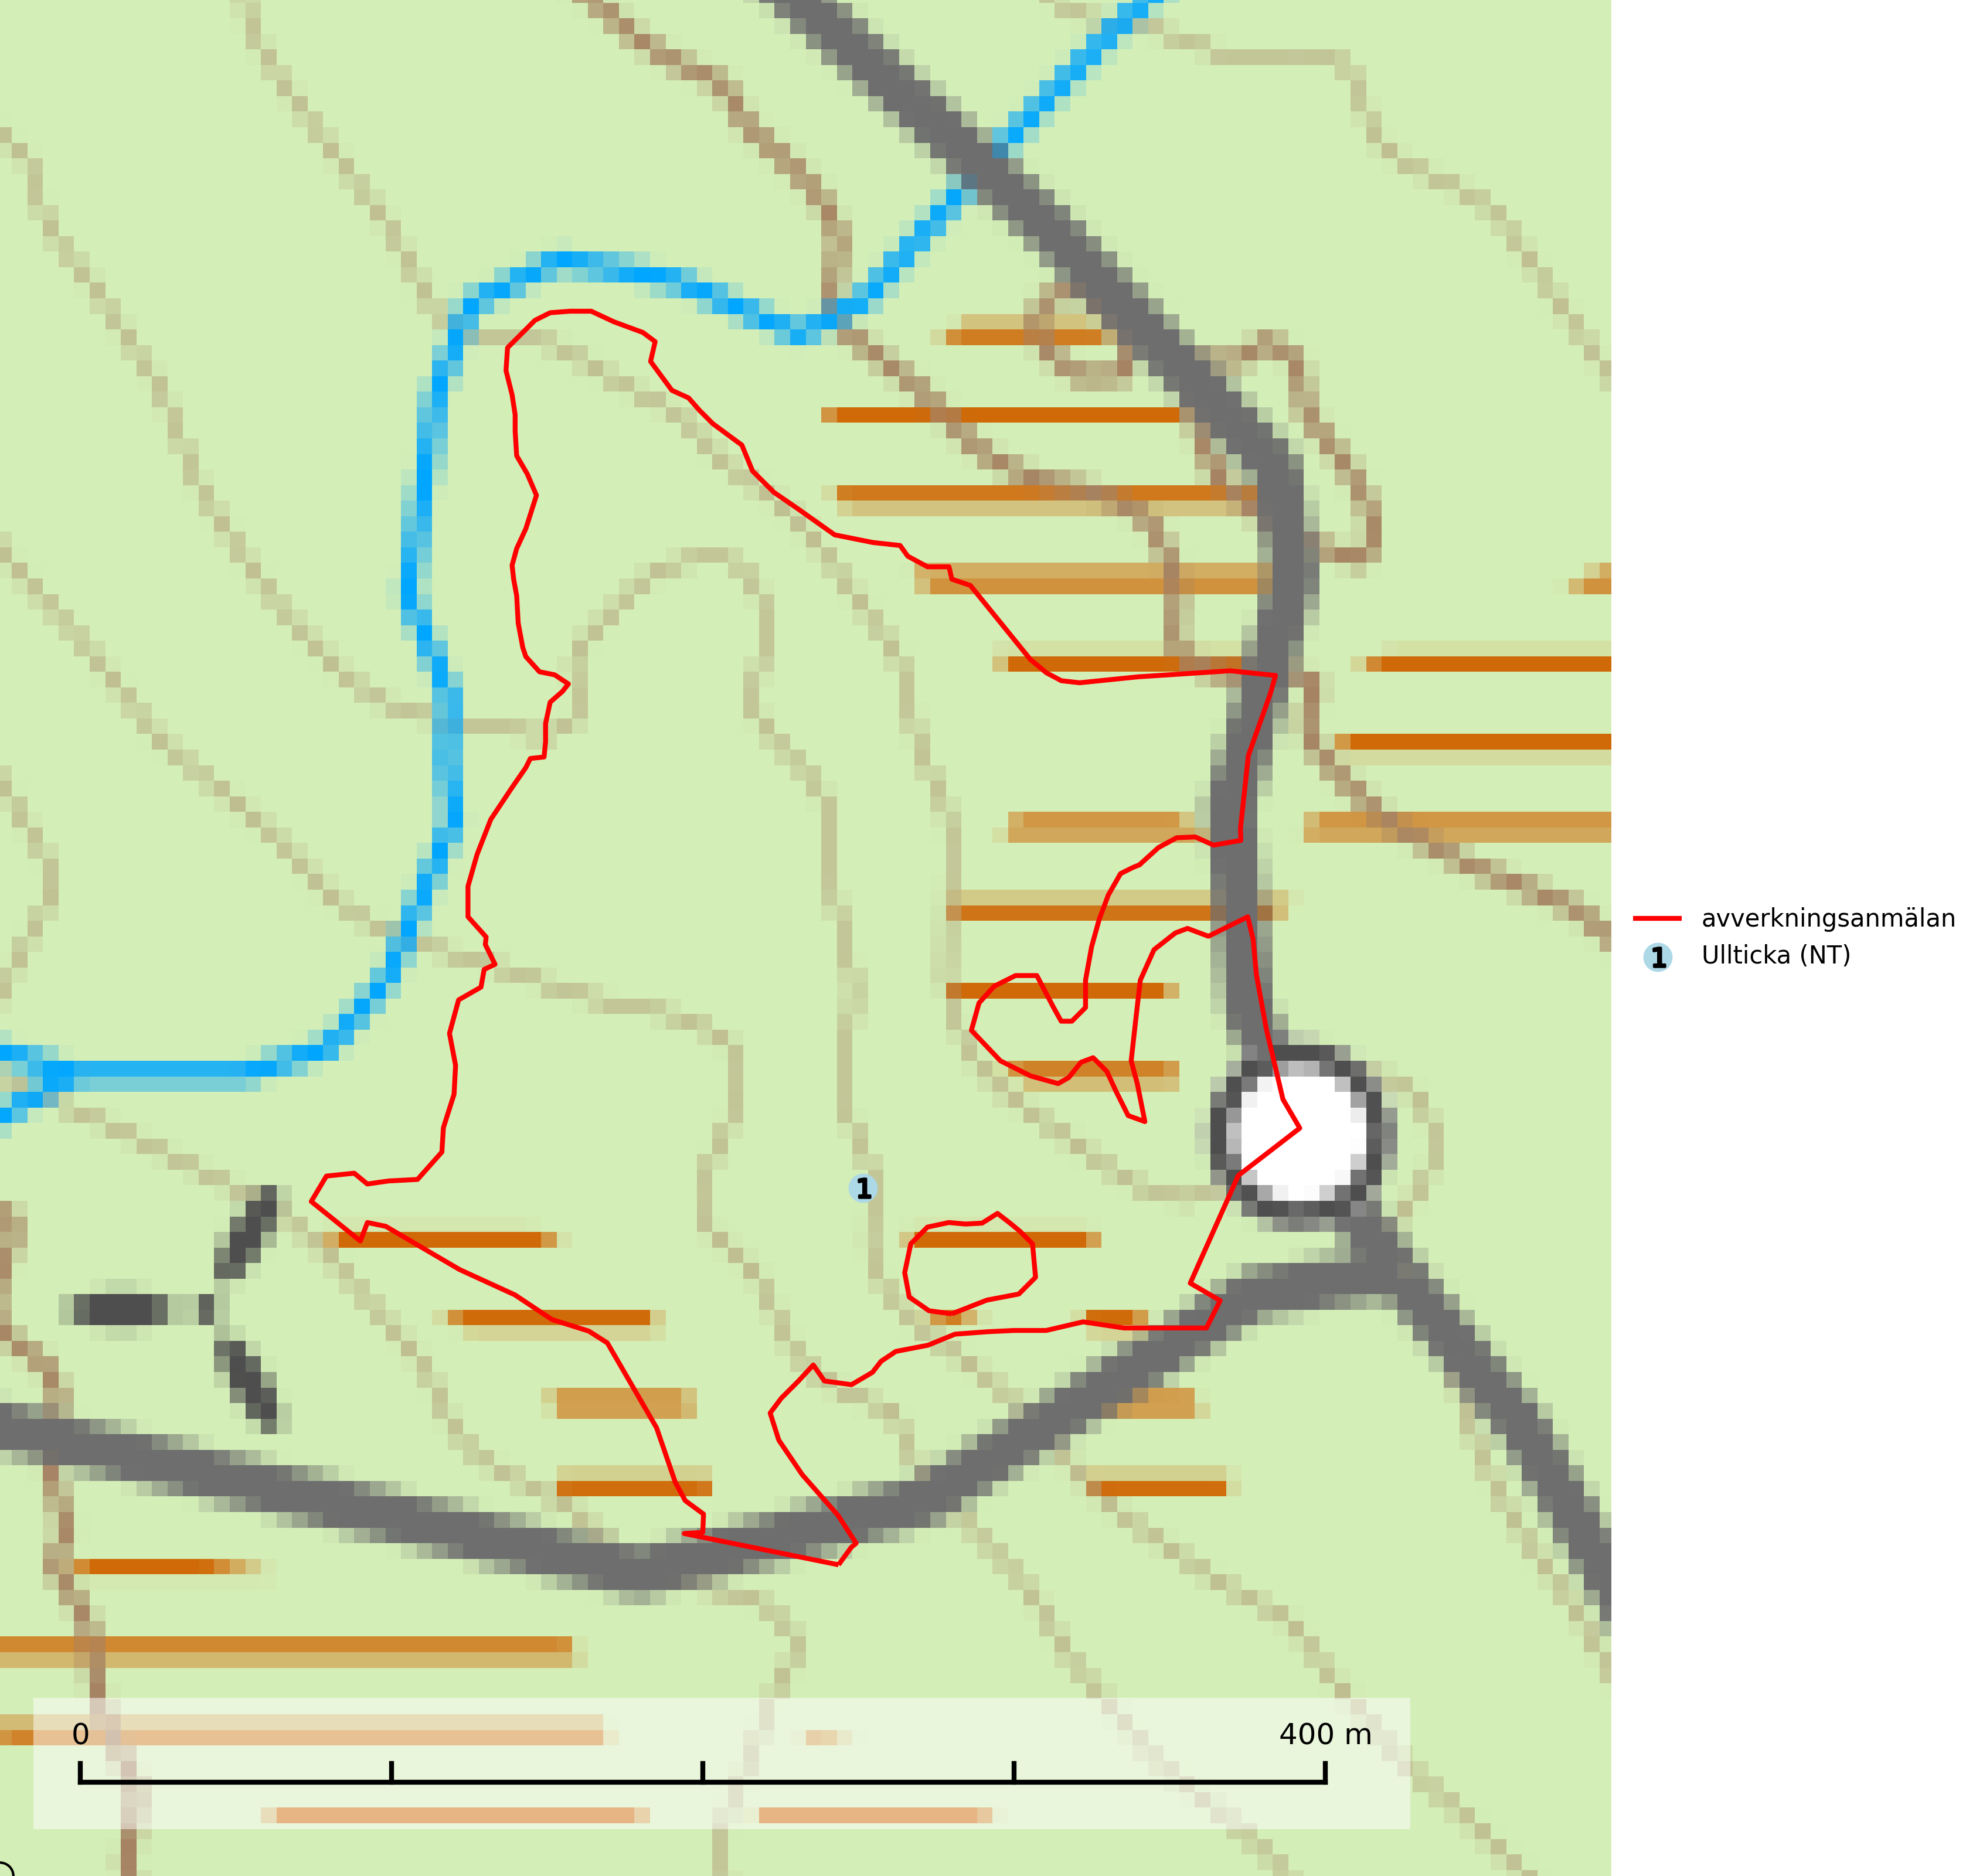 avverkningsanmälan
1 Ullticka (NT)
1
0 400 m